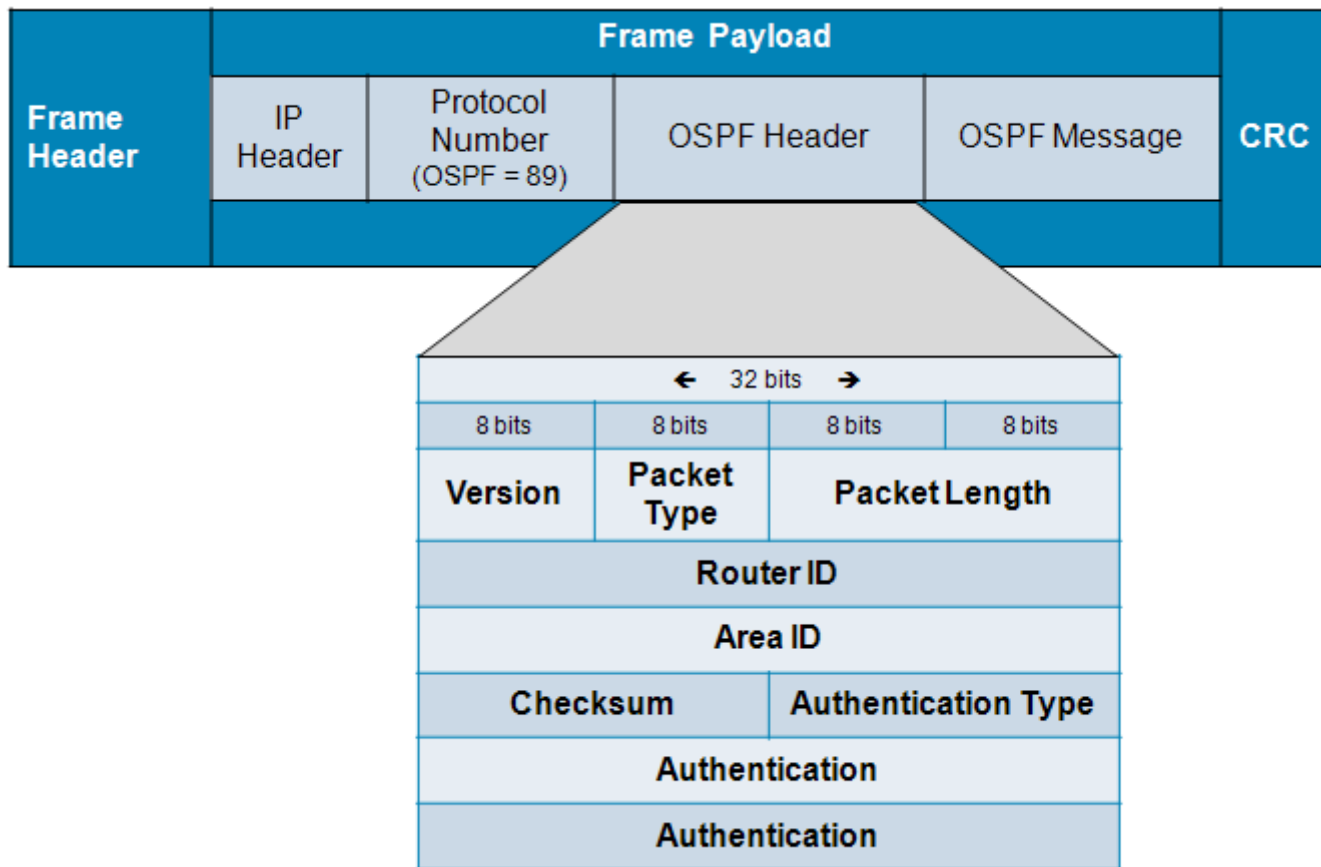 Frame Payload
Frame
Header
IP
Header
Protocol
Number
(OSPF = 89)
OSPF Header
OSPF Message
CRC
← 32 bits →
8 bits 8 bits 8 bits 8 bits
Version
Packet
Type
Packet Length
Router ID
Area ID
Checksum Authentication Type
Authentication
Authentication